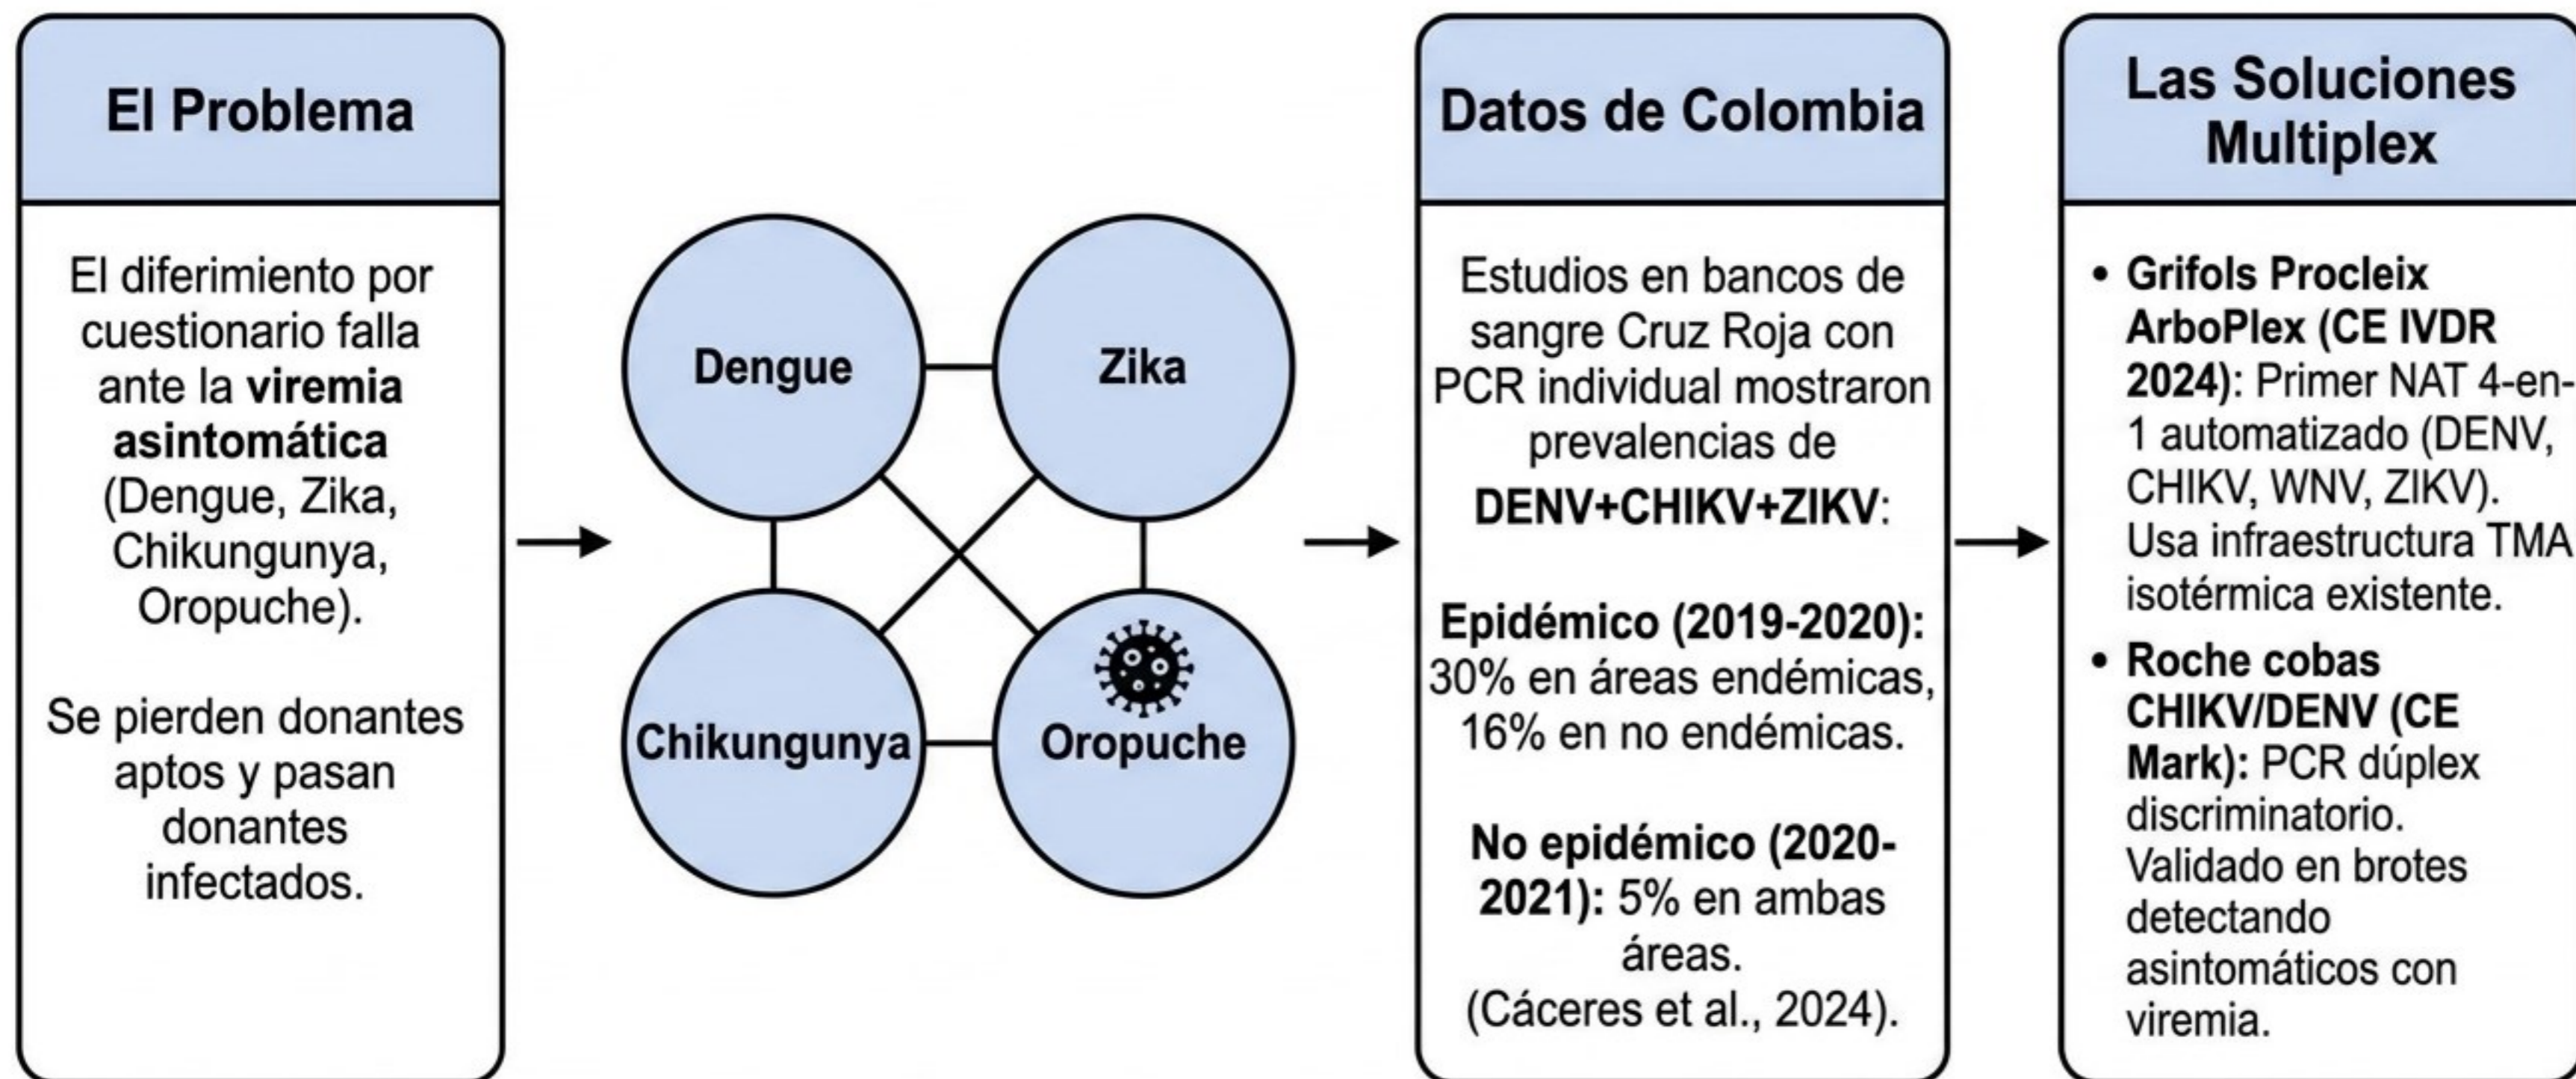 El Problema
El diferimiento por
cuestionario falla
ante la viremia
asintomática
(Dengue, Zika,
Chikungunya,
Oropuche).
Se pierden donantes
aptos y pasan
donantes
infectados.
Dengue
Zika
Chikungunya
Oropuche
Datos de Colombia
Estudios en bancos de
sangre Cruz Roja con
PCR individual mostraron
prevalencias de
DENV+CHIKV+ZIKV:
Epidémico (2019-2020):
30% en áreas endémicas,
16% en no endémicas.
No epidémico (2020-
2021): 5% en ambas
áreas.
(Cáceres et al., 2024).
Las Soluciones
Multiplex
• Grifols Procleix
ArboPlex (CE IVDR
2024): Primer NAT 4-en-
1 automatizado (DENV,
CHIKV, WNV, ZIKV).
Usa infraestructura TMA
isotérmica existente.
• Roche cobas
CHIKV/DENV (CE
Mark): PCR dúplex
discriminatorio.
Validado en brotes
detectando
asintomáticos con
viremia.